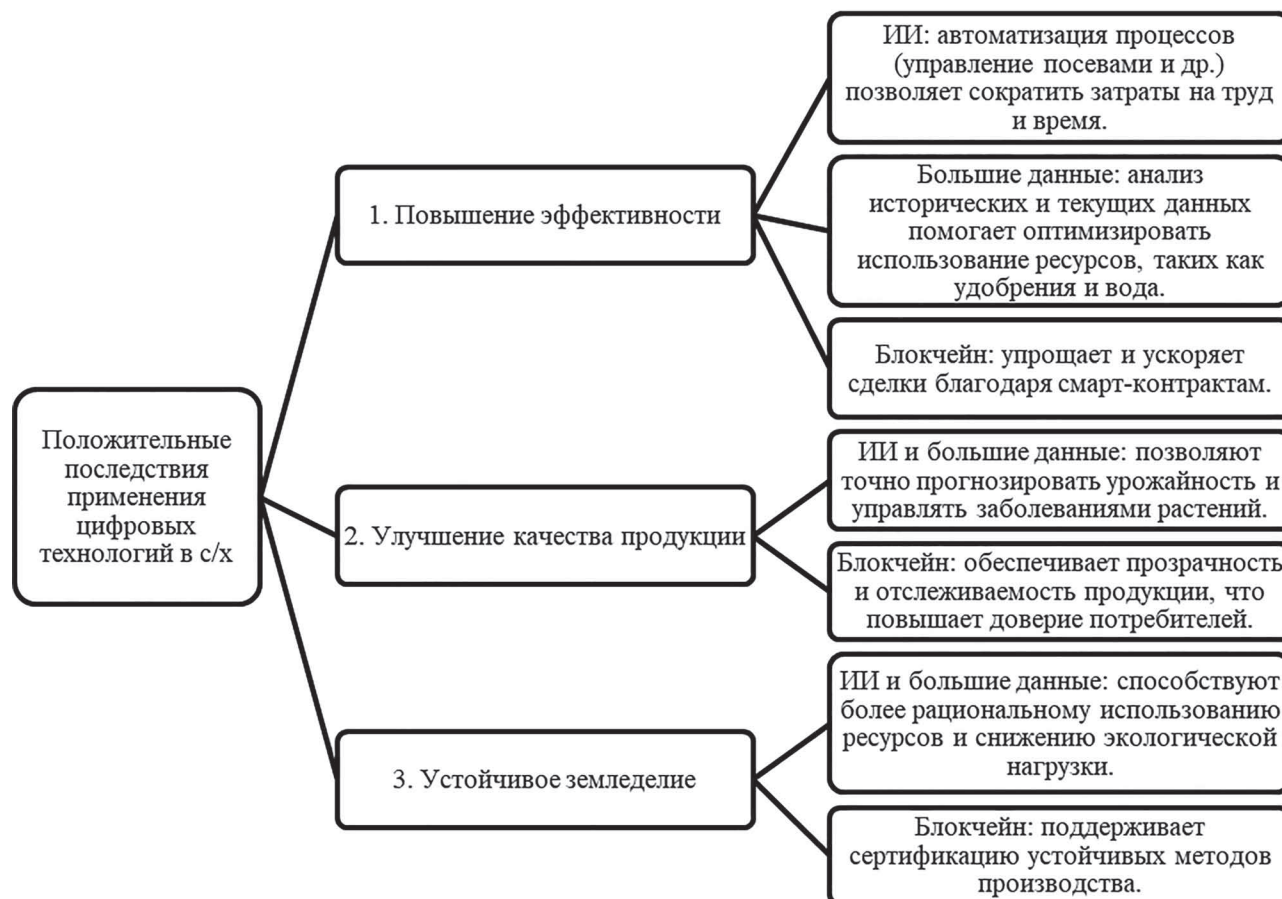 Положительные
последствия
применения
цифровых
технологий в с/х
1. Повышение эффективности
ИИ: автоматизация процессов
(управление посевами и др.)
позволяет сократить затраты на труд
и время.
Большие данные: анализ
исторических и текущих данных
помогает оптимизировать
использование ресурсов, таких как
удобрения и вода.
Блокчейн: упрощает и ускоряет
сделки благодаря смарт-контрактам.
2. Улучшение качества продукции
ИИ и большие данные: позволяют
точно прогнозировать урожайность и
управлять заболеваниями растений.
Блокчейн: обеспечивает прозрачность
и отслеживаемость продукции, что
повышает доверие потребителей.
3. Устойчивое земледелие
ИИ и большие данные: способствуют
более рациональному использованию
ресурсов и снижению экологической
нагрузки.
Блокчейн: поддерживает
сертификацию устойчивых методов
производства.